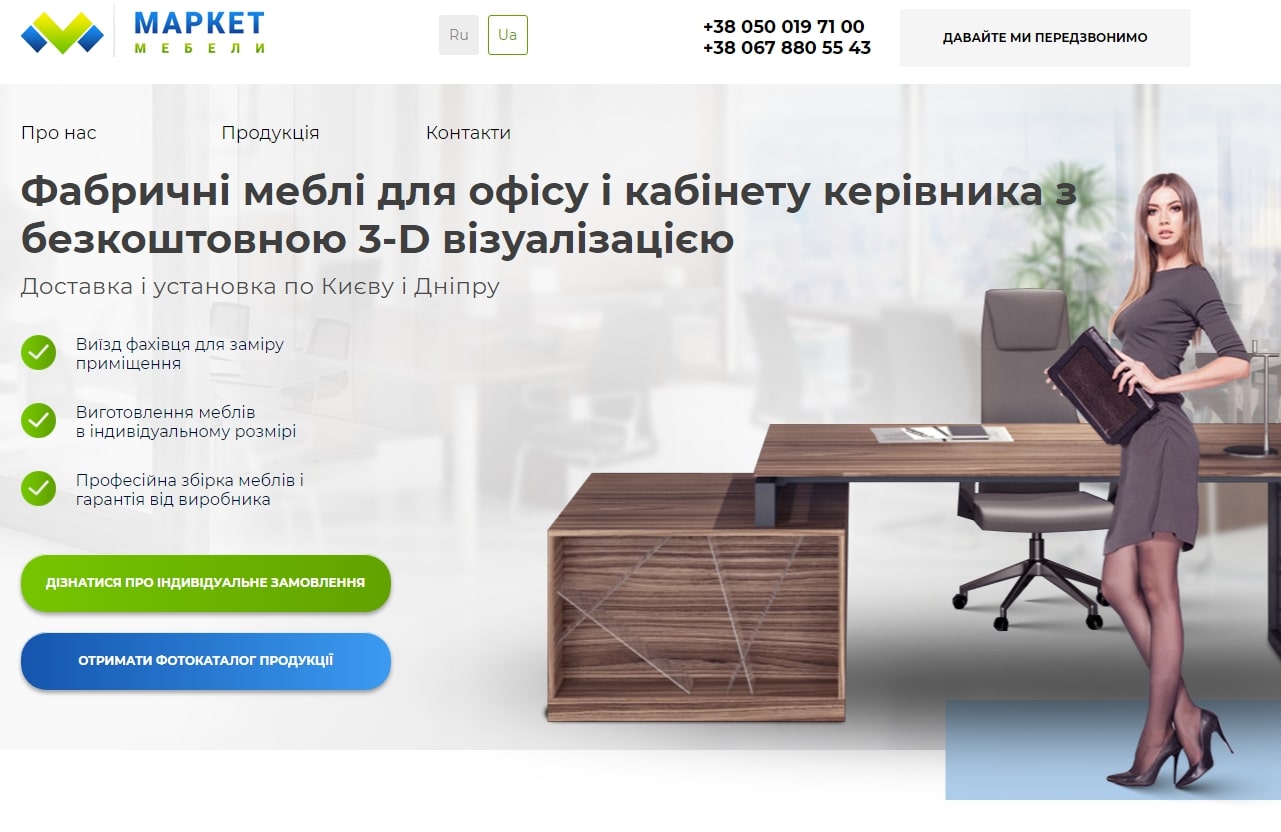 МАРКЕТ
МЕБЕЛИ
Ru
Ua
+38 050 019 71 00
+38 067 880 55 43
ДАВАЙТЕ МИ ПЕРЕДЗВОНИМО
Про нас
Продукція
Контакти
Фабричні меблі для офісу і кабінету керівника з
безкоштовною 3-D візуалізацією
Доставка і установка по Києву і Дніпру
Виїзд фахівця для заміру
приміщення
Виготовлення меблів
в індивідуальному розмірі
Професійна збірка меблів і
гарантія від виробника
ДІЗНАТИСЯ ПРО ІНДИВІДУАЛЬНЕ ЗАМОВЛЕННЯ
ОТРИМАТИ ФОТОКАТАЛОГ ПРОДУКЦІЇ